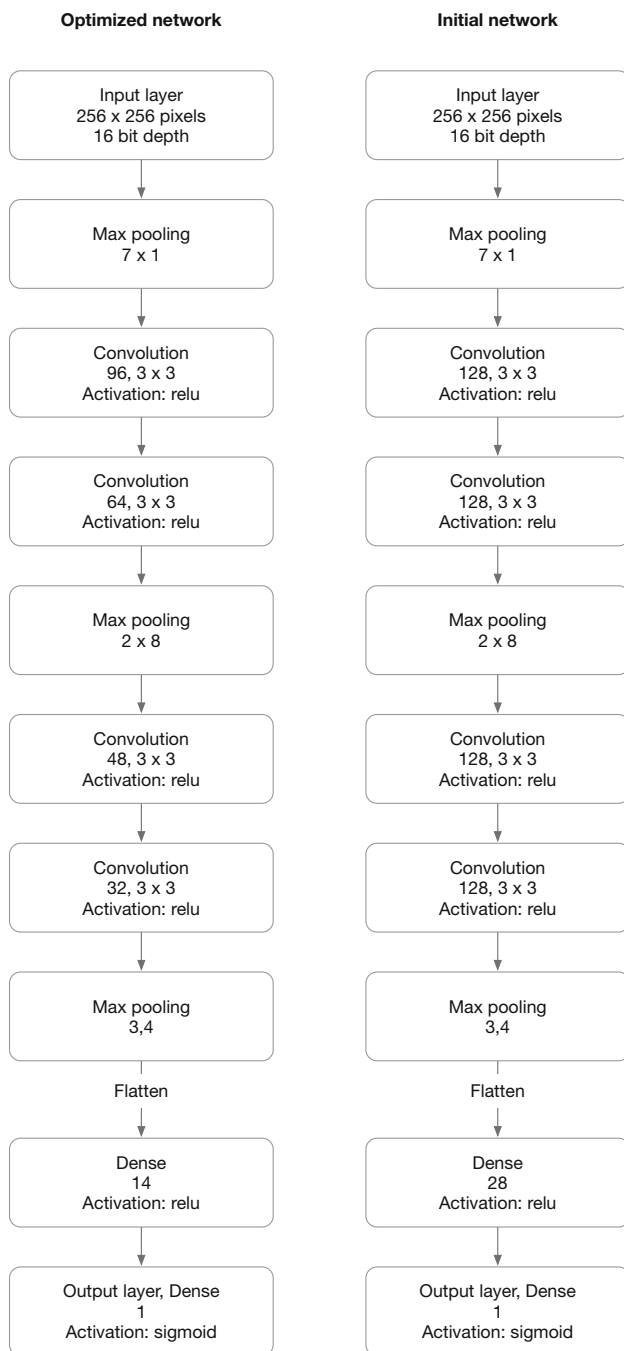 Optimized network
Input layer
256 x 256 pixels
16 bit depth
Max pooling
7 x 1
Convolution
96, 3 x 3
Activation: relu
Convolution
64, 3 x 3
Activation: relu
Max pooling
2 x 8
Convolution
48, 3 x 3
Activation: relu
Convolution
32, 3 x 3
Activation: relu
Max pooling
3,4
Flatten
Dense
14
Activation: relu
Output layer, Dense
1
Activation: sigmoid
Initial network
Input layer
256 x 256 pixels
16 bit depth
Max pooling
7 x 1
Convolution
128, 3 x 3
Activation: relu
Convolution
128, 3 x 3
Activation: relu
Max pooling
2 x 8
Convolution
128, 3 x 3
Activation: relu
Convolution
128, 3 x 3
Activation: relu
Max pooling
3,4
Flatten
Dense
28
Activation: relu
Output layer, Dense
1
Activation: sigmoid